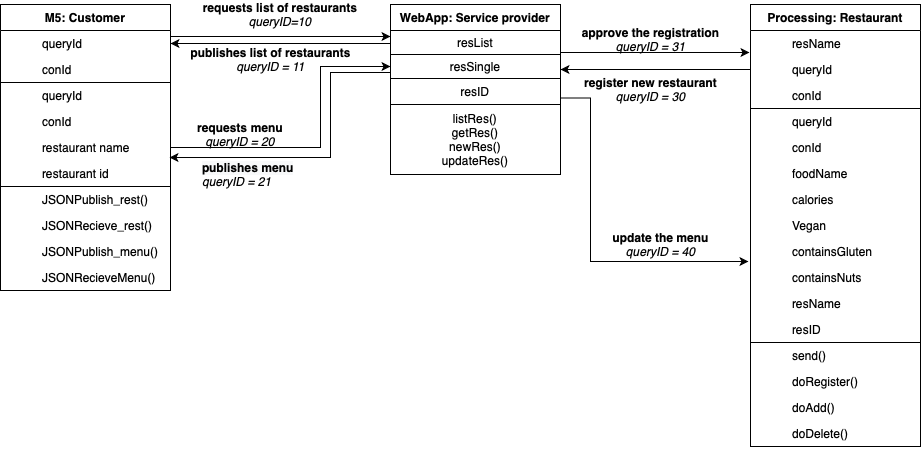 M5: Customer
queryId
conId
queryId
conId
restaurant name
restaurant id
JSONPublish_rest()
JSONRecieve_rest()
JSONPublish_menu()
JSONRecieveMenu()
requests list of restaurants
queryID=10
publishes list of restaurants
queryID = 11
requests menu
queryID = 20
publishes menu
queryID = 21
WebApp: Service provider
resList
resSingle
resID
listRes()
getRes()
newRes()
updateRes()
approve the registration
queryID = 31
register new restaurant
queryID = 30
update the menu
queryID = 40
Processing: Restaurant
resName
queryId
conId
queryId
conId
foodName
calories
Vegan
containsGluten
containsNuts
resName
resID
send()
doRegister()
doAdd()
doDelete()